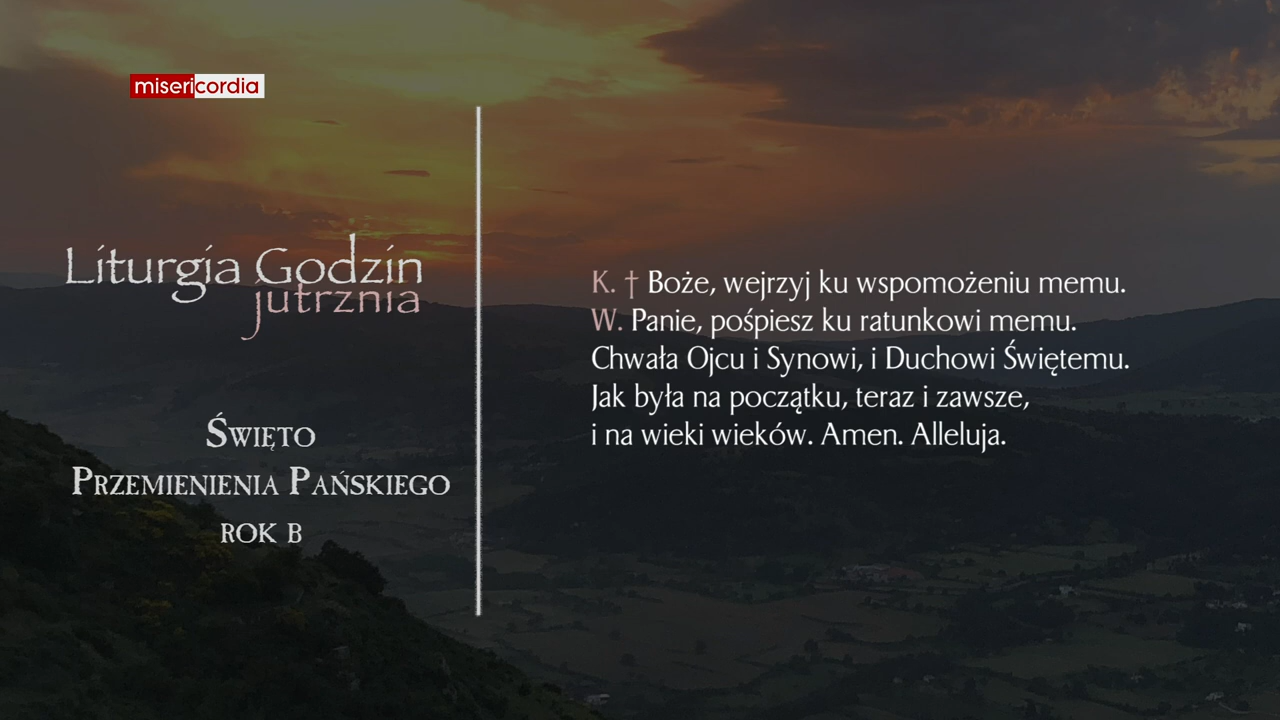 misericordia
Liturgia Godzin
jutrznia
Święto
Przemienienia Pańskiego
rok b
K. † Boże, wejrzyj ku wspomożeniu memu.
W. Panie, pośpiesz ku ratunkowi memu.
Chwała Ojcu i Synowi, i Duchowi Świętemu.
Jak była na początku, teraz i zawsze,
i na wieki wieków. Amen. Alleluja.